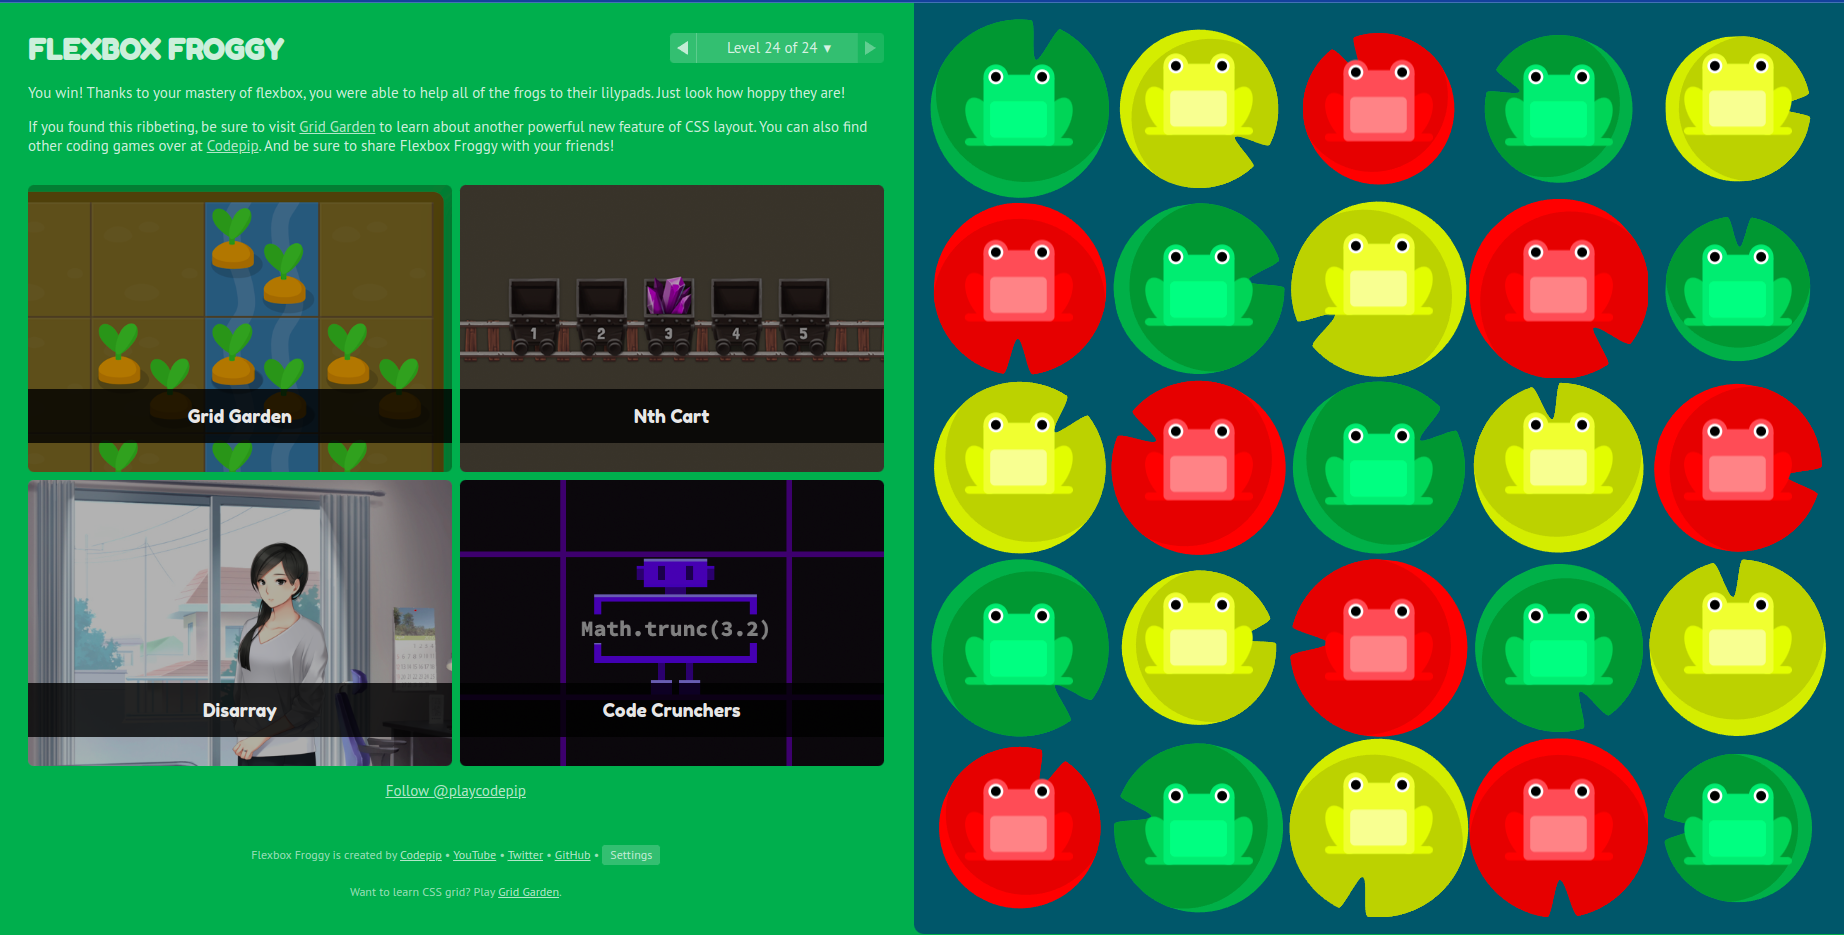 FLEXBOX FROGGY
Level 24 of 24 ▼
You win! Thanks to your mastery of flexbox, you were able to help all of the frogs to their lilypads. Just look how hoppy they are!
If you found this ribbeting, be sure to visit Grid Garden to learn about another powerful new feature of CSS layout. You can also find
other coding games over at Codepip. And be sure to share Flexbox Froggy with your friends!
1 2 3 4 5
Grid Garden
Nth Cart
Math.trunc(3.2)
Disarray
Code Crunchers
Follow @playcodepip
Flexbox Froggy is created by Codepip • YouTube • Twitter • GitHub • Settings
Want to learn CSS grid? Play Grid Garden.